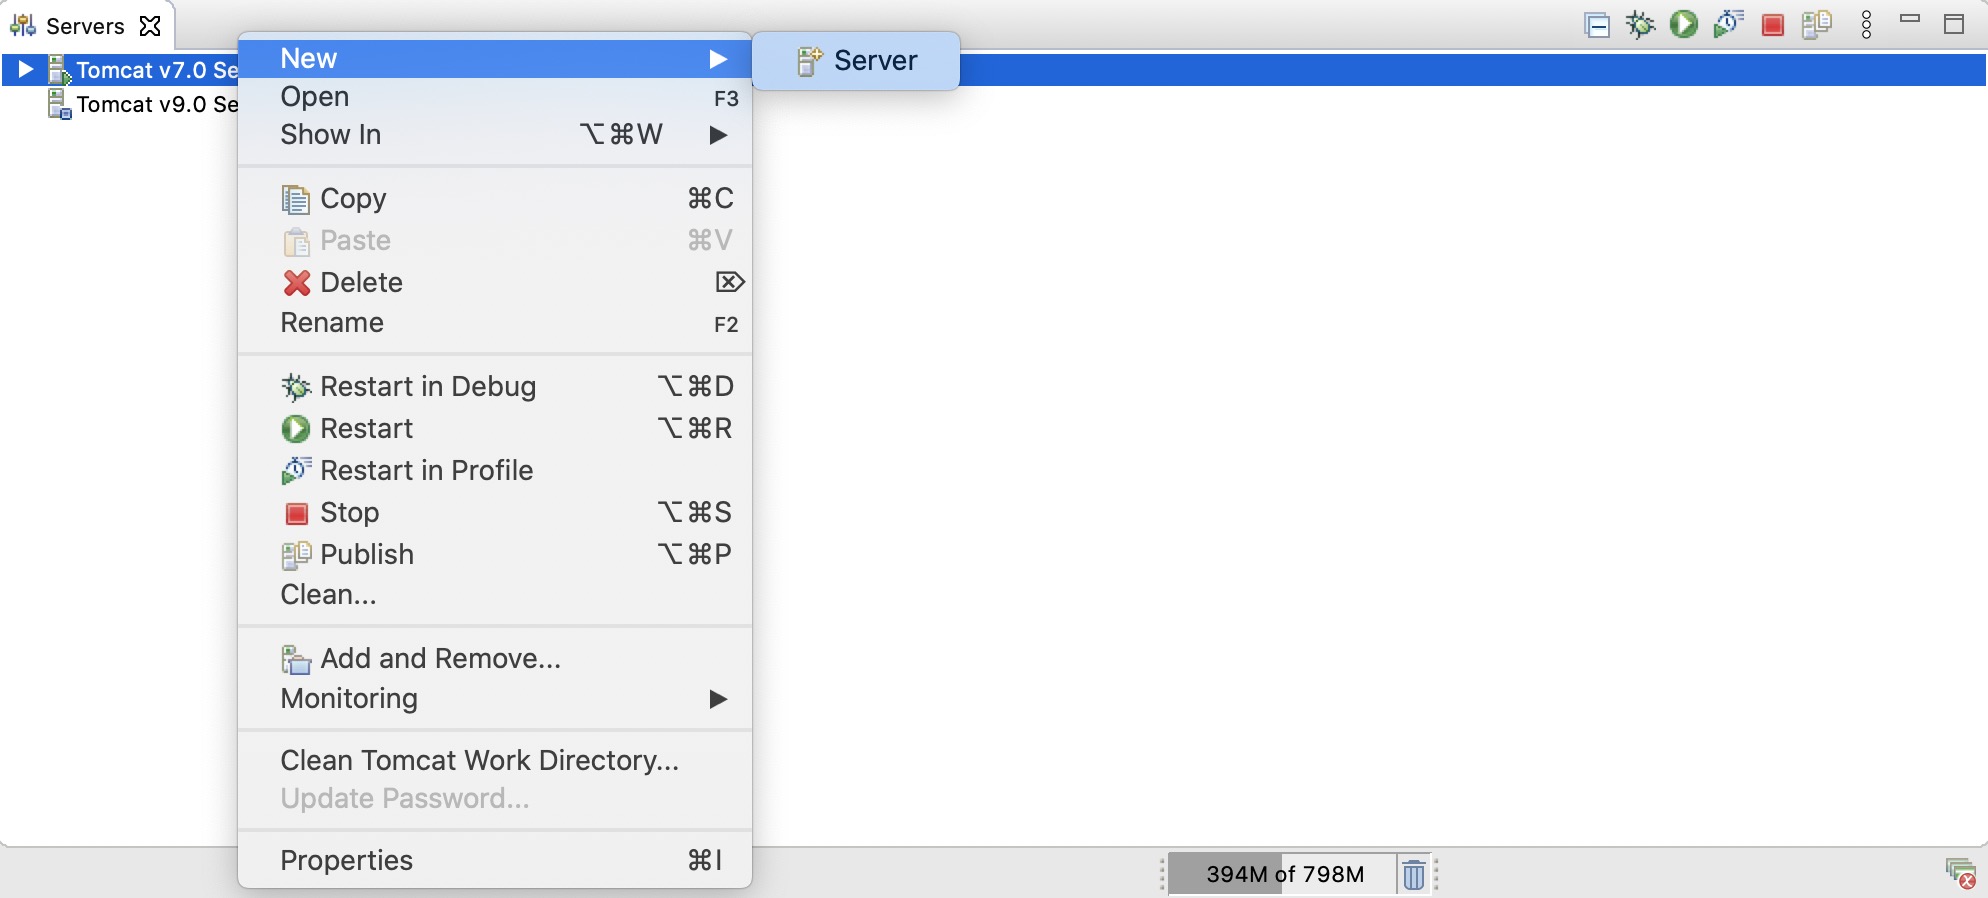 Servers
Tomcat v7.0 Se
Tomcat v9.0 Se
New
Server
Open F3
Show In ⌥⌘W
Copy ⌘C
Paste ⌘V
Delete ⌦
Rename F2
Restart in Debug ⌥⌘D
Restart ⌥⌘R
Restart in Profile
Stop ⌥⌘S
Publish ⌥⌘P
Clean...
Add and Remove...
Monitoring
Clean Tomcat Work Directory...
Update Password...
Properties ⌘I
394M of 798M